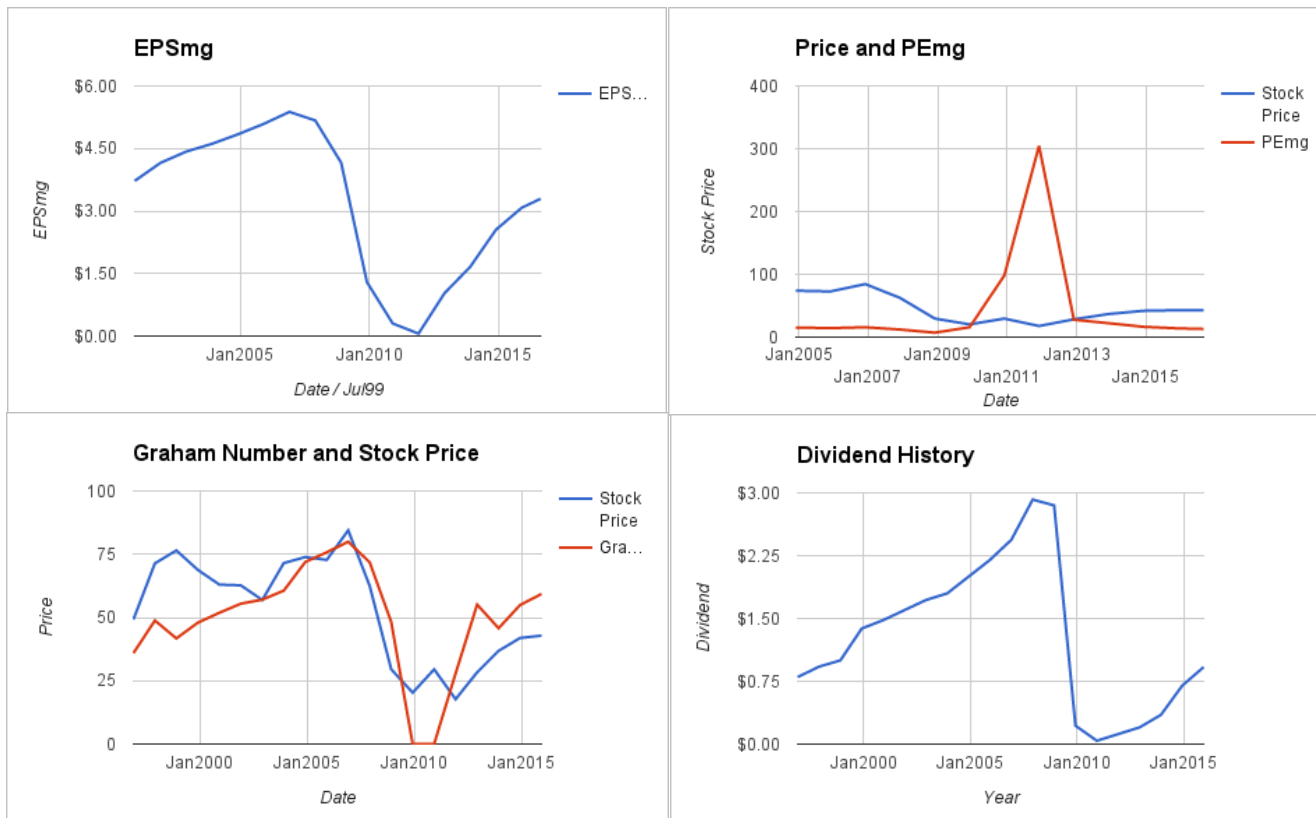 EPSmg
$6.00
$4.50
$3.00
$1.50
$0.00
EPSmg
Jan2005
Jan2010
Jan2015
Date / Jul99
EPS...
Price and PEmg
400
300
200
100
0
Stock Price
Jan2005
Jan2009
Jan2013
Jan2007
Jan2011
Jan2015
Date
Stock
Price
PEmg
Graham Number and Stock Price
100
75
50
25
0
Price
Jan2000
Jan2005
Jan2010
Jan2015
Date
Stock
Price
Gra...
Dividend History
$3.00
$2.25
$1.50
$0.75
$0.00
Dividend
Jan2000
Jan2005
Jan2010
Jan2015
Year